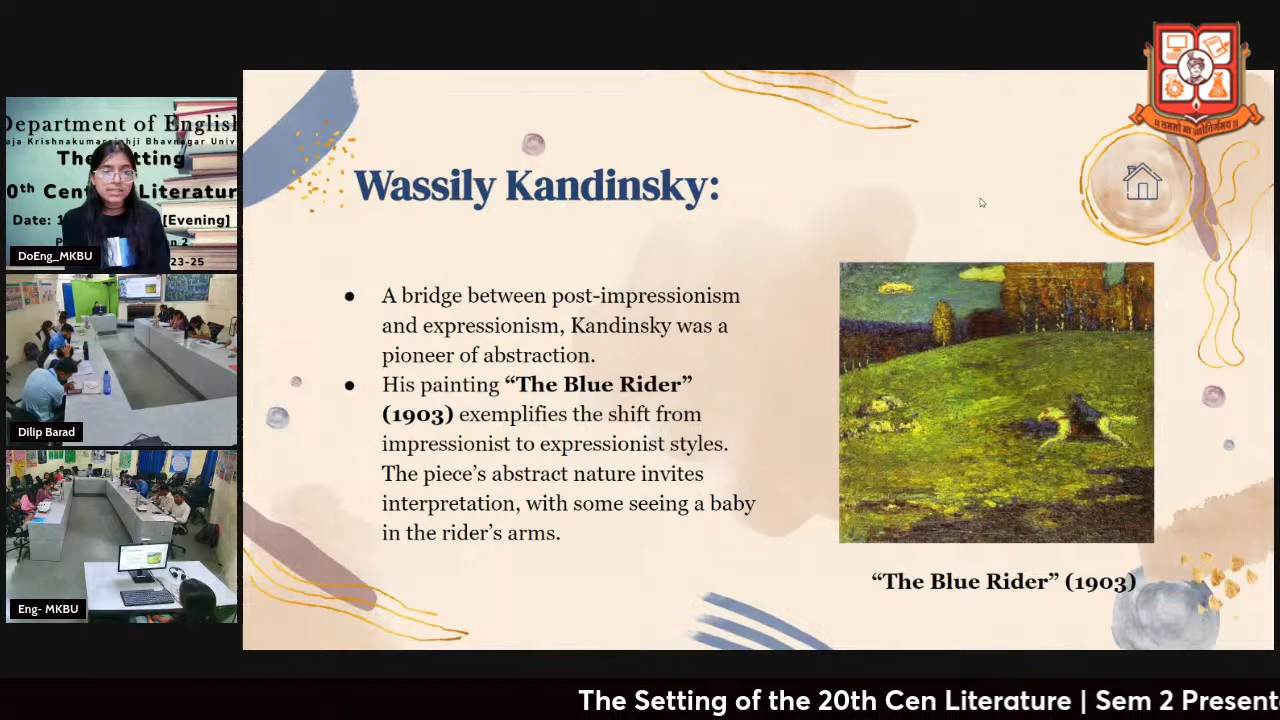 Department of English
aja Krishnakumarsinhji Bhavnagar Univ
The tting
0th Cen Literatur
Date: 1 [Evening]
n 2
23-25
DoEng_MKBU
Dilip Barad
Eng- MKBU
Wassily Kandinsky:
● A bridge between post-impressionism
and expressionism, Kandinsky was a
pioneer of abstraction.
● His painting “The Blue Rider”
(1903) exemplifies the shift from
impressionist to expressionist styles.
The piece’s abstract nature invites
interpretation, with some seeing a baby
in the rider’s arms.
“The Blue Rider” (1903)
The Setting of the 20th Cen Literature | Sem 2 Present